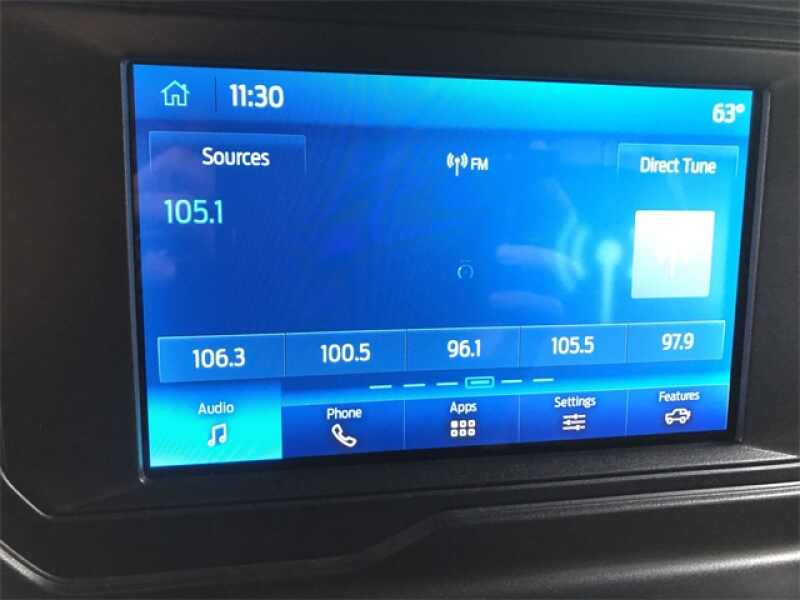 11:30
63°
Sources
FM
Direct Tune
105.1
106.3
100.5
96.1
105.5
97.9
Audio
Phone
Apps
Settings
Features